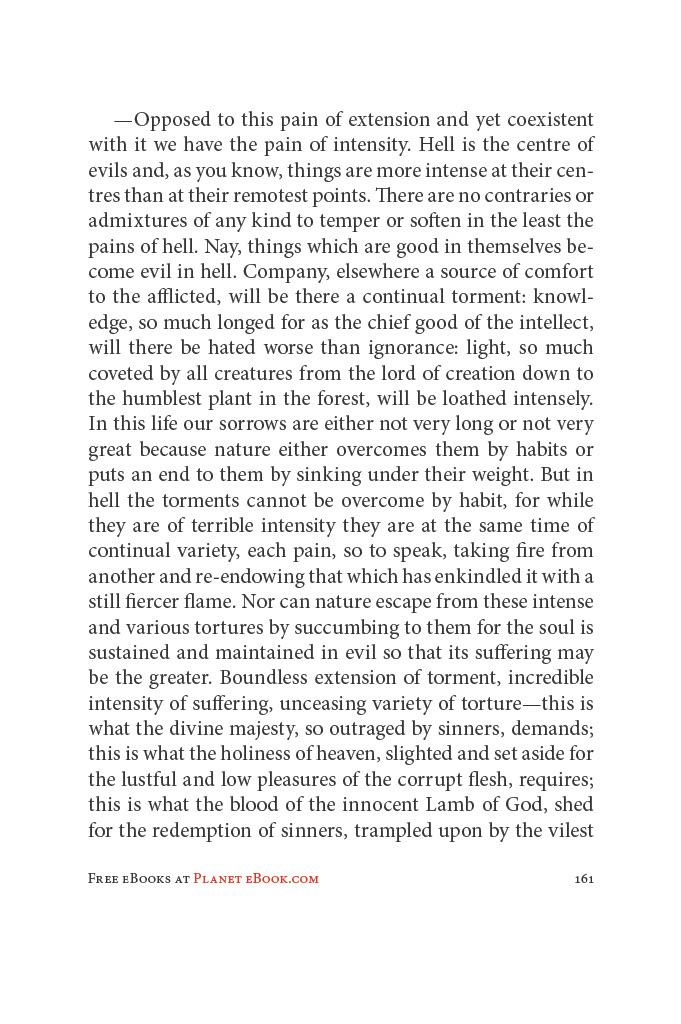 —Opposed to this pain of extension and yet coexistent
with it we have the pain of intensity. Hell is the centre of
evils and, as you know, things are more intense at their cen-
tres than at their remotest points. There are no contraries or
admixtures of any kind to temper or soften in the least the
pains of hell. Nay, things which are good in themselves be-
come evil in hell. Company, elsewhere a source of comfort
to the afflicted, will be there a continual torment: knowl-
edge, so much longed for as the chief good of the intellect,
will there be hated worse than ignorance: light, so much
coveted by all creatures from the lord of creation down to
the humblest plant in the forest, will be loathed intensely.
In this life our sorrows are either not very long or not very
great because nature either overcomes them by habits or
puts an end to them by sinking under their weight. But in
hell the torments cannot be overcome by habit, for while
they are of terrible intensity they are at the same time of
continual variety, each pain, so to speak, taking fire from
another and re-endowing that which has enkindled it with a
still fiercer flame. Nor can nature escape from these intense
and various tortures by succumbing to them for the soul is
sustained and maintained in evil so that its suffering may
be the greater. Boundless extension of torment, incredible
intensity of suffering, unceasing variety of torture—this is
what the divine majesty, so outraged by sinners, demands;
this is what the holiness of heaven, slighted and set aside for
the lustful and low pleasures of the corrupt flesh, requires;
this is what the blood of the innocent Lamb of God, shed
for the redemption of sinners, trampled upon by the vilest
Free eBooks at Planet eBook.com 161